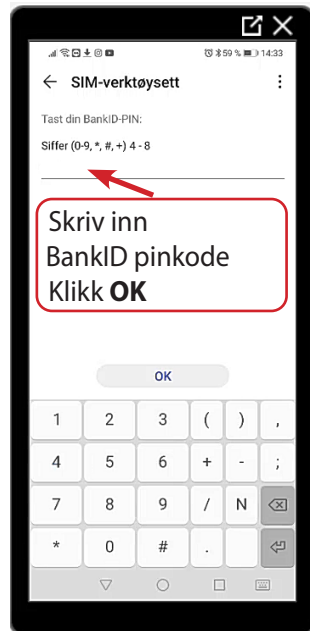 59 % 14:33
SIM-verktøysett
Tast din BankID-PIN:
Siffer (0-9, *, #, +) 4 - 8
Skriv inn
BankID pinkode
Klikk OK
OK
1 2 3 ( ) ,
4 5 6 + - ;
7 8 9 / N
* 0 # .